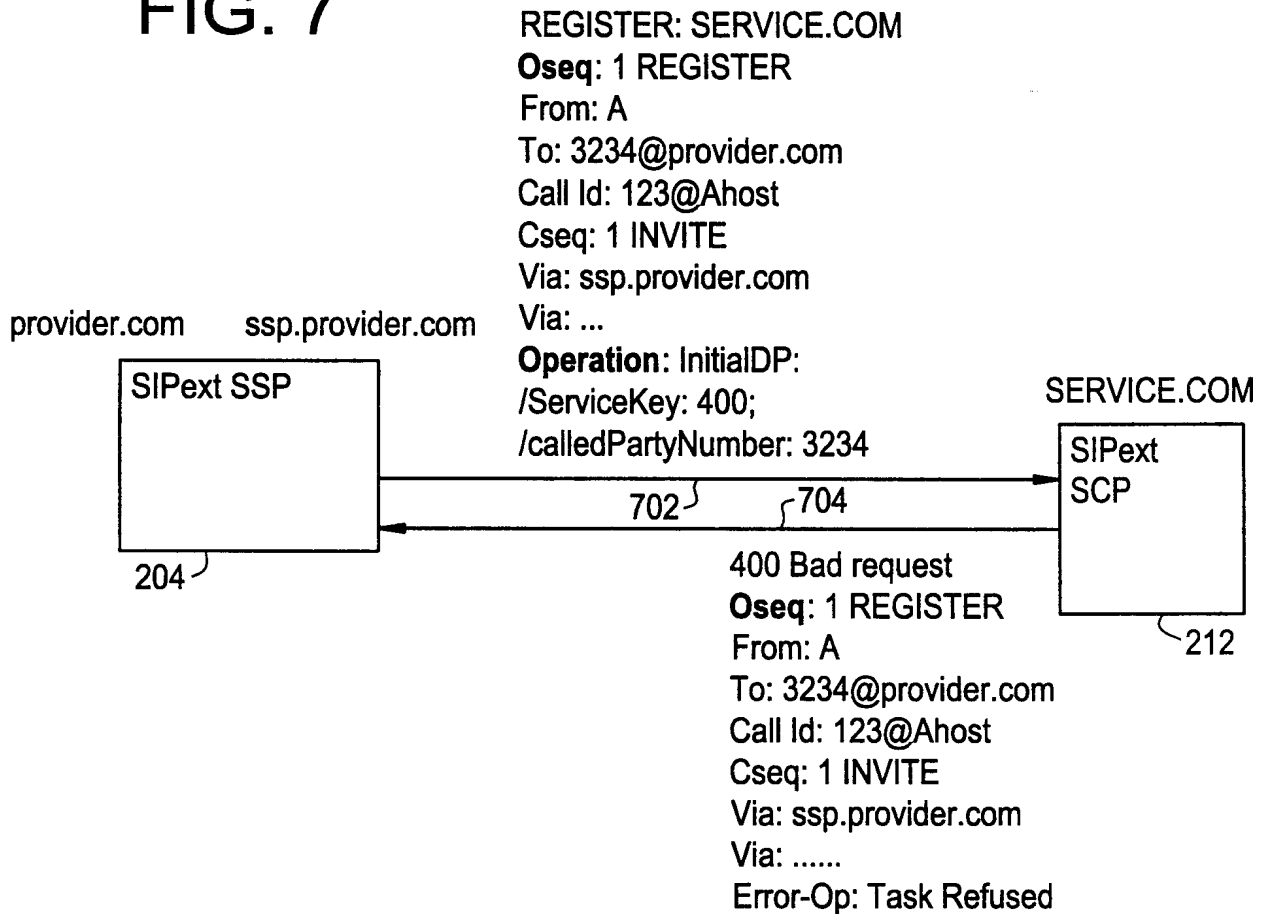 FIG. 7
REGISTER: SERVICE.COM
Oseq: 1 REGISTER
From: A
To: 3234@provider.com
Call Id: 123@Ahost
Cseq: 1 INVITE
Via: ssp.provider.com
Via: ...
Operation: InitialDP:
/ServiceKey: 400;
/calledPartyNumber: 3234
provider.com
ssp.provider.com
SIPext SSP
204
SERVICE.COM
SIPext
SCP
212
702
704
400 Bad request
Oseq: 1 REGISTER
From: A
To: 3234@provider.com
Call Id: 123@Ahost
Cseq: 1 INVITE
Via: ssp.provider.com
Via: ......
Error-Op: Task Refused